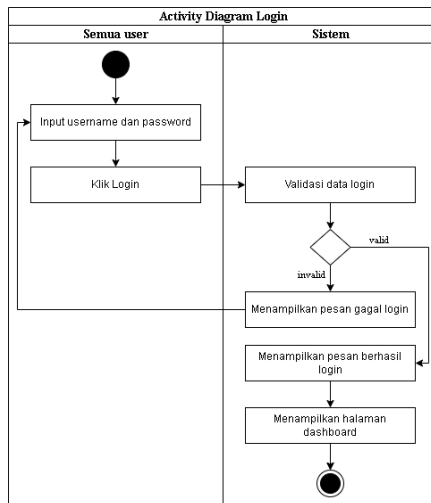 Activity Diagram Login
Semua user
Sistem
Input username dan password
Klik Login
Validasi data login
valid
invalid
Menampilkan pesan gagal login
Menampilkan pesan berhasil
login
Menampilkan halaman
dashboard